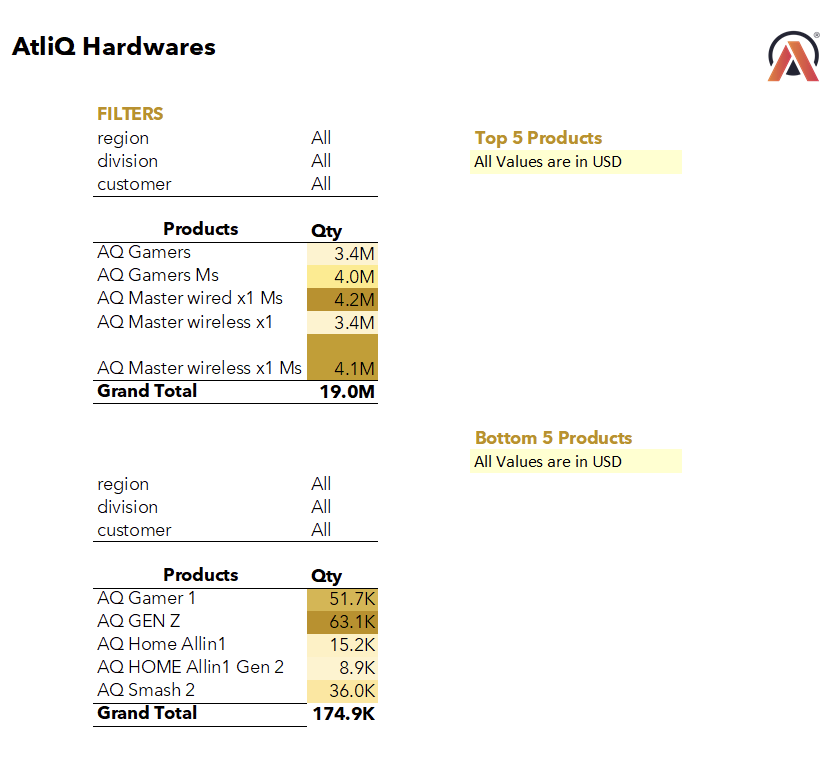 AtliQ Hardwares
®
FILTERS
region All
division All
customer All
Top 5 Products
All Values are in USD
Products Qty
AQ Gamers 3.4M
AQ Gamers Ms 4.0M
AQ Master wired x1 Ms 4.2M
AQ Master wireless x1 3.4M
AQ Master wireless x1 Ms 4.1M
Grand Total 19.0M
Bottom 5 Products
All Values are in USD
region All
division All
customer All
Products Qty
AQ Gamer 1 51.7K
AQ GEN Z 63.1K
AQ Home Allin1 15.2K
AQ HOME Allin1 Gen 2 8.9K
AQ Smash 2 36.0K
Grand Total 174.9K